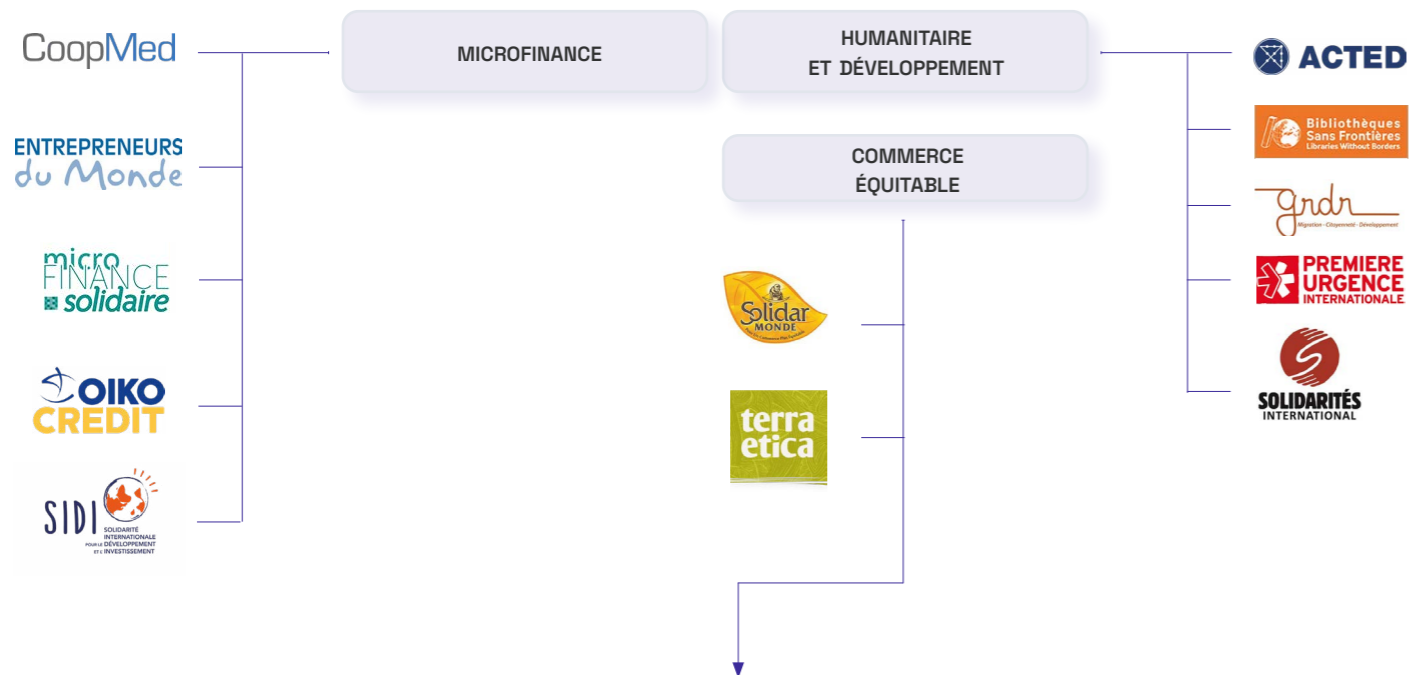 CoopMed
ENTREPRENEURS
du Monde
micro
FINANCE
solidaire
OIKO
CREDIT
SIDI
SOLIDARITÉ
INTERNATIONALE
POUR LE DÉVELOPPEMENT
ET L'INVESTISSEMENT
MICROFINANCE
HUMANITAIRE
ET DÉVELOPPEMENT
COMMERCE
ÉQUITABLE
Solidar
MONDE
terra
etica
ACTED
Bibliothèques
Sans Frontières
Libraries Without Borders
grdr
Migration - Citoyenneté - Développement
PREMIERE
URGENCE
INTERNATIONALE
SOLIDARITÉS
INTERNATIONAL